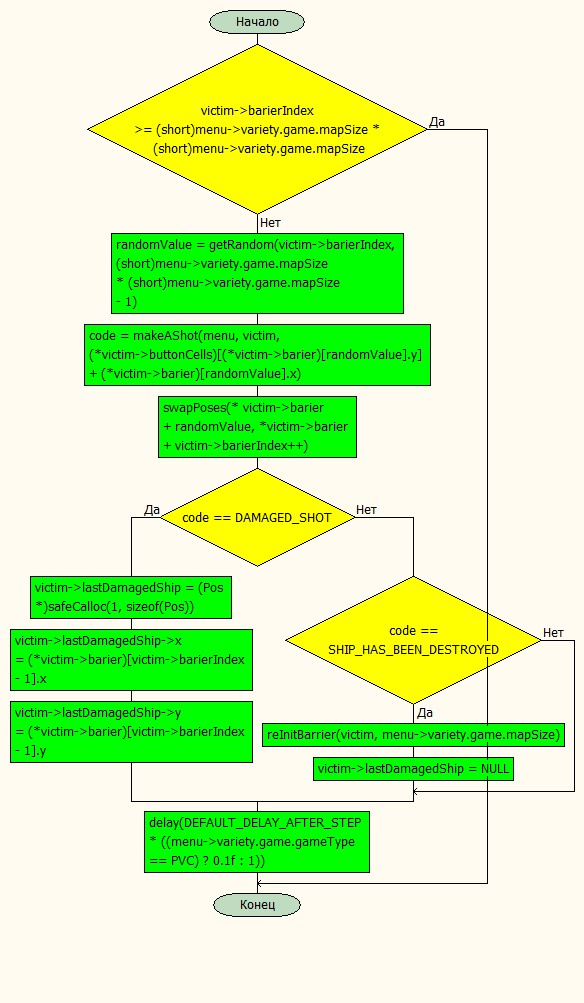 Начало
victim->barierIndex
>= (short)menu->variety.game.mapSize *
(short)menu->variety.game.mapSize
Да
Нет
randomValue = getRandom(victim->barierIndex,
(short)menu->variety.game.mapSize
* (short)menu->variety.game.mapSize
- 1)
code = makeAShot(menu, victim,
(*victim->buttonCells)[(*victim->barier)[randomValue].y]
+ (*victim->barier)[randomValue].x)
swapPoses(* victim->barier
+ randomValue, *victim->barier
+ victim->barierIndex++)
Да
code == DAMAGED_SHOT
Нет
victim->lastDamagedShip = (Pos
*)safeCalloc(1, sizeof(Pos))
victim->lastDamagedShip->x
= (*victim->barier)[victim->barierIndex
- 1].x
victim->lastDamagedShip->y
= (*victim->barier)[victim->barierIndex
- 1].y
code ==
SHIP_HAS_BEEN_DESTROYED
Нет
Да
reInitBarrier(victim, menu->variety.game.mapSize)
victim->lastDamagedShip = NULL
delay(DEFAULT_DELAY_AFTER_STEP
* ((menu->variety.game.gameType
== PVC) ? 0.1f : 1))
Конец